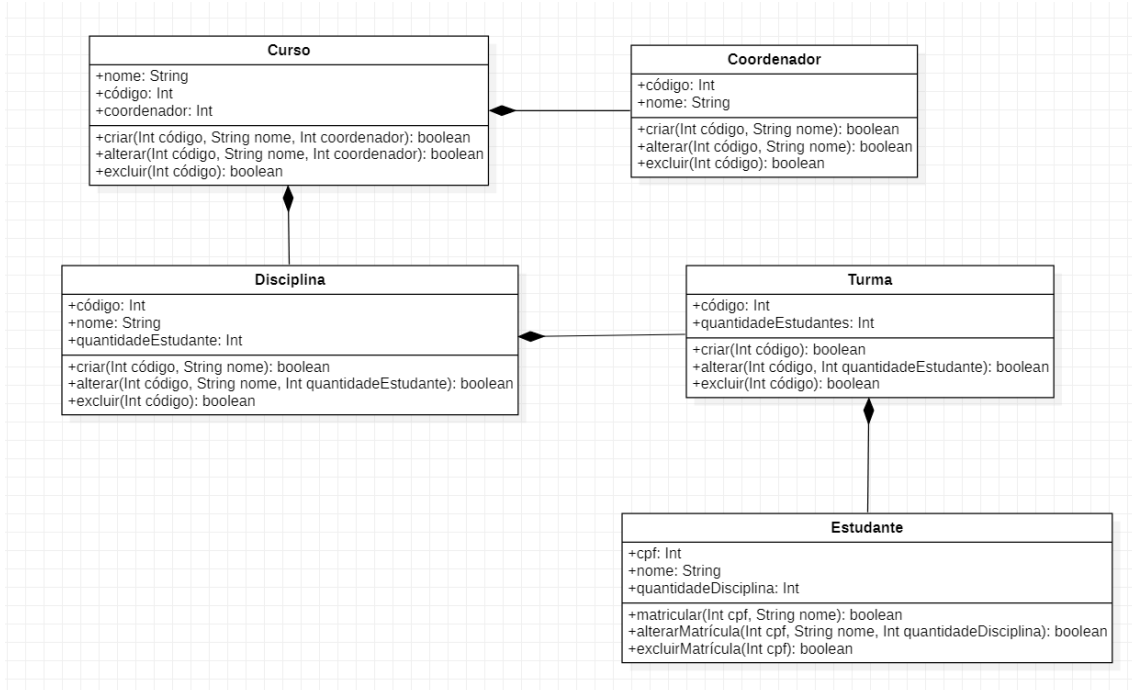 Curso
+nome: String
+código: Int
+coordenador: Int
+criar(Int código, String nome, Int coordenador): boolean
+alterar(Int código, String nome, Int coordenador): boolean
+excluir(Int código): boolean
Coordenador
+código: Int
+nome: String
+criar(Int código, String nome): boolean
+alterar(Int código, String nome): boolean
+excluir(Int código): boolean
Disciplina
+código: Int
+nome: String
+quantidadeEstudante: Int
+criar(Int código, String nome): boolean
+alterar(Int código, String nome, Int quantidadeEstudante): boolean
+excluir(Int código): boolean
Turma
+código: Int
+quantidadeEstudantes: Int
+criar(Int código): boolean
+alterar(Int código, Int quantidadeEstudante): boolean
+excluir(Int código): boolean
Estudante
+cpf: Int
+nome: String
+quantidadeDisciplina: Int
+matricular(Int cpf, String nome): boolean
+alterarMatrícula(Int cpf, String nome, Int quantidadeDisciplina): boolean
+excluirMatrícula(Int cpf): boolean